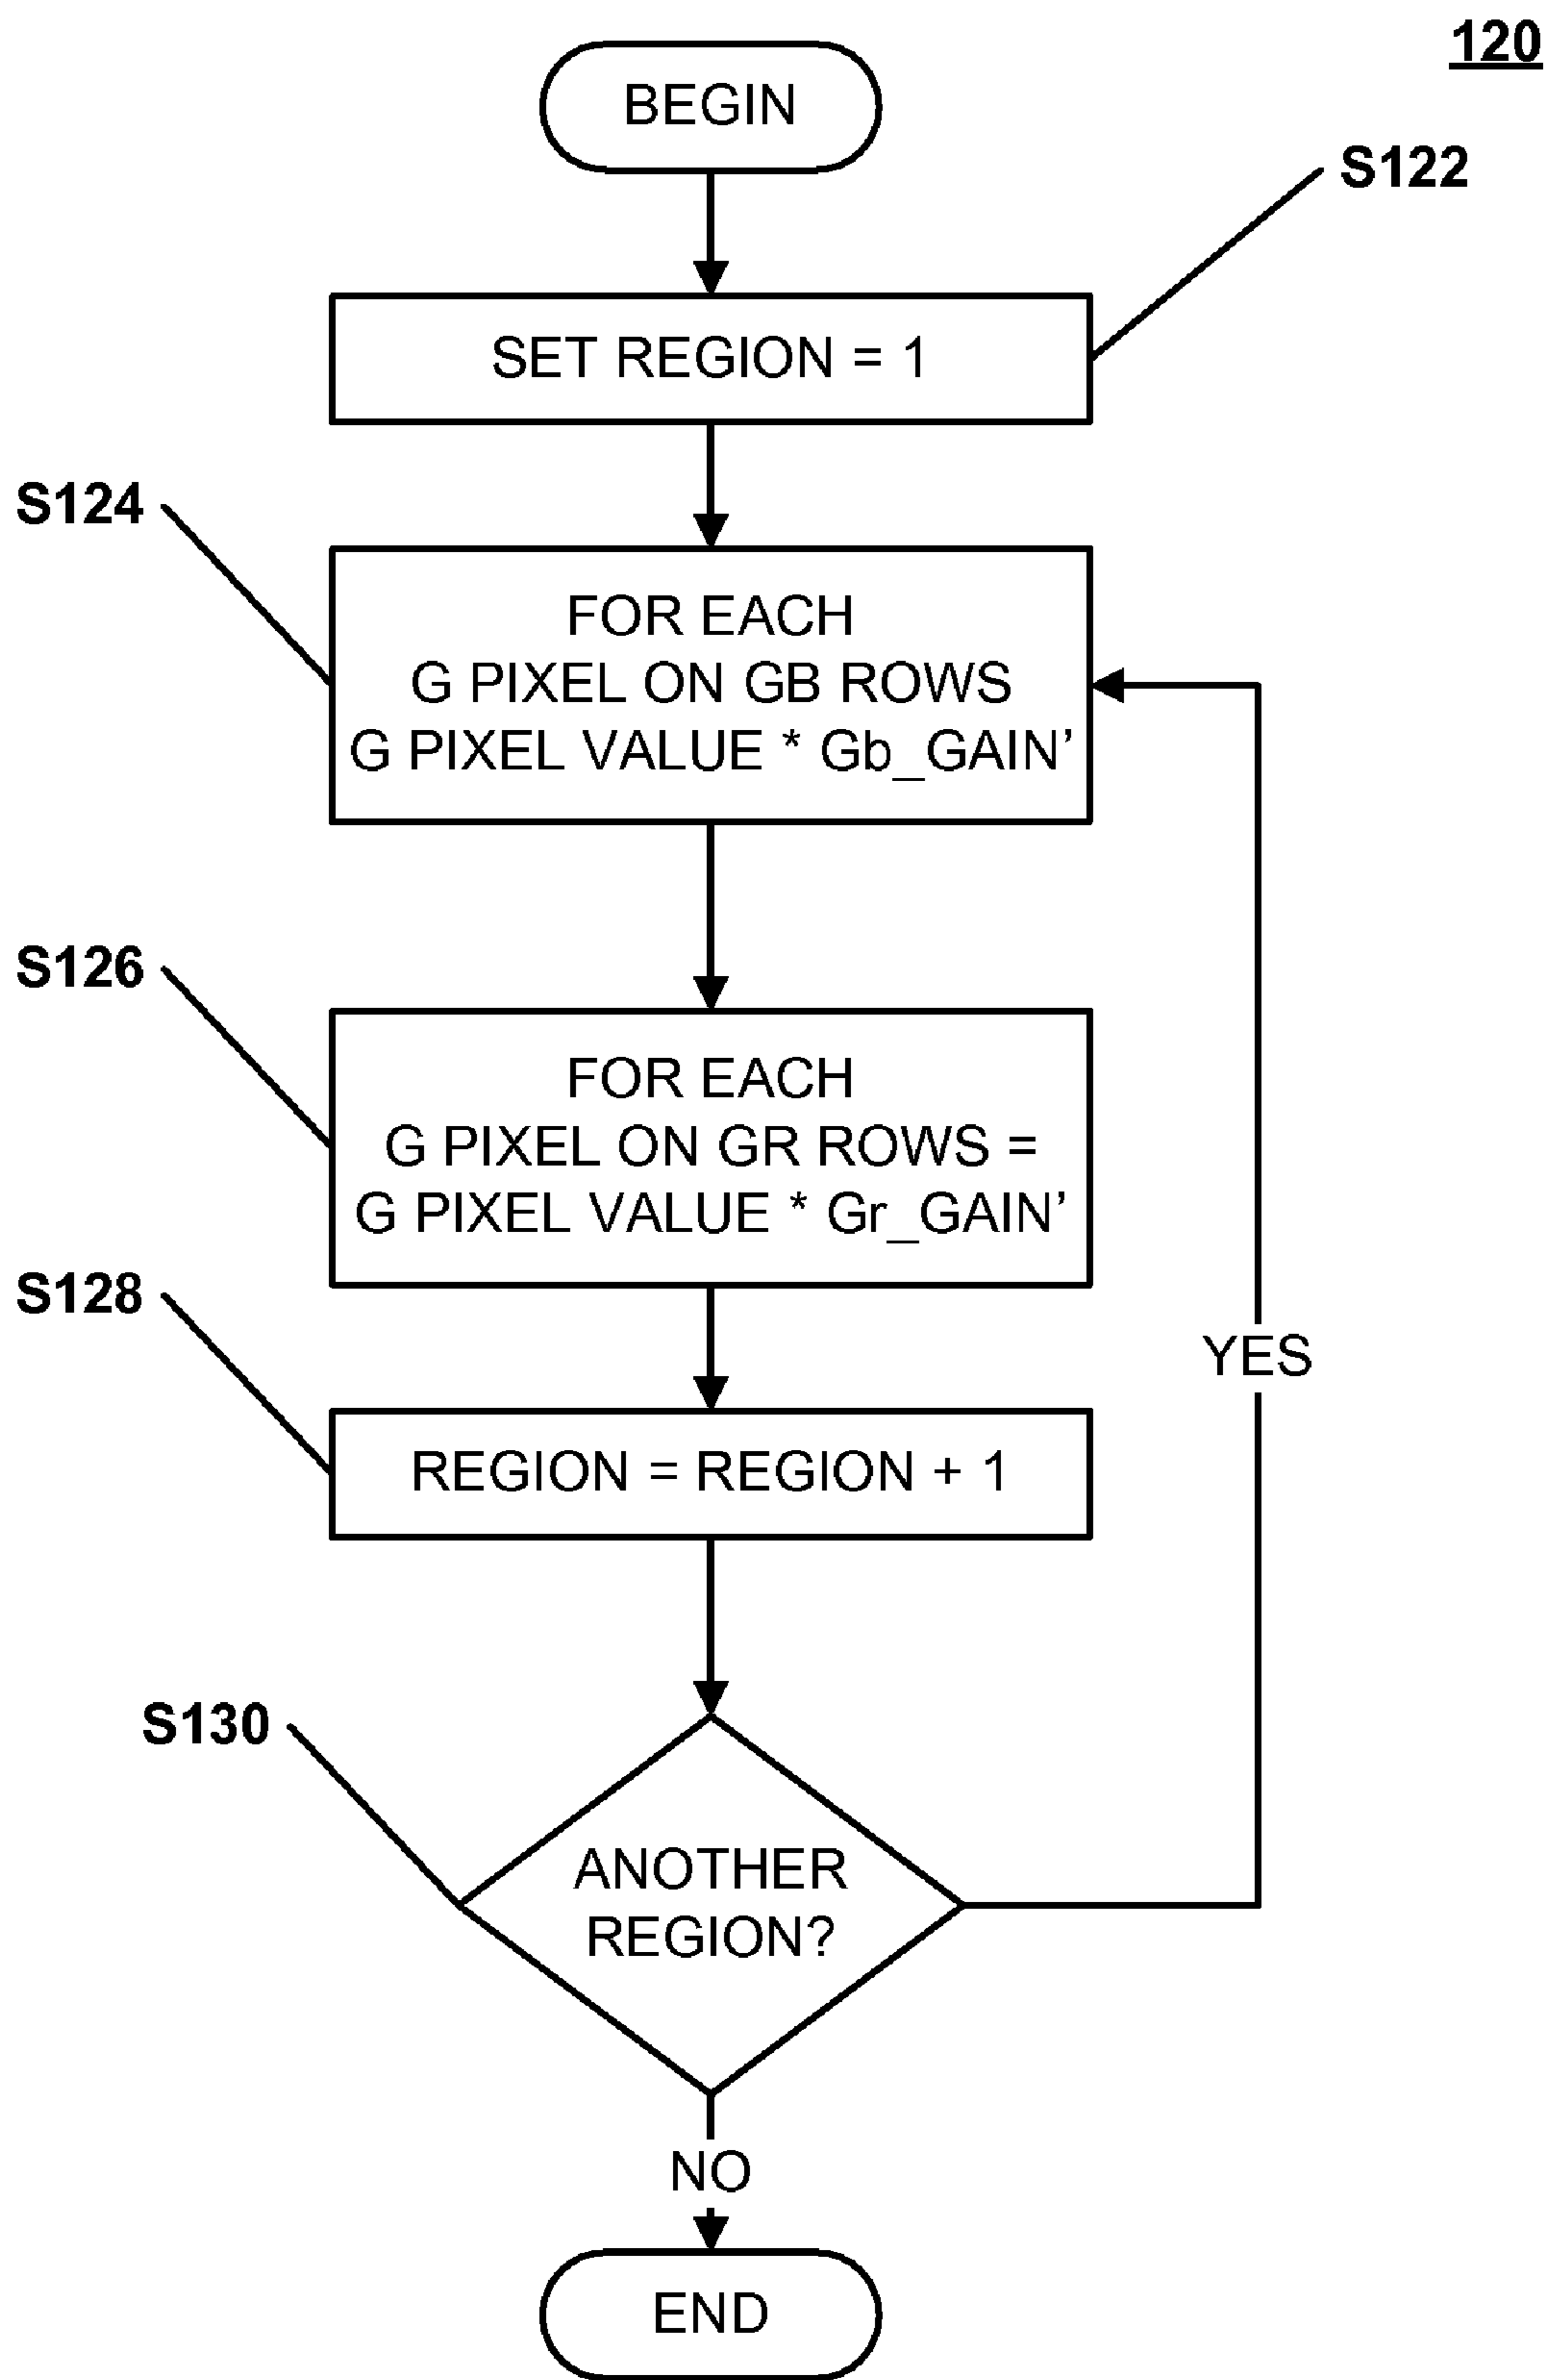 120
BEGIN
S122
SET REGION = 1
S124
FOR EACH
G PIXEL ON GB ROWS
G PIXEL VALUE * Gb_GAIN’
S126
FOR EACH
G PIXEL ON GR ROWS =
G PIXEL VALUE * Gr_GAIN’
S128
YES
REGION = REGION + 1
S130
ANOTHER
REGION?
NO
END